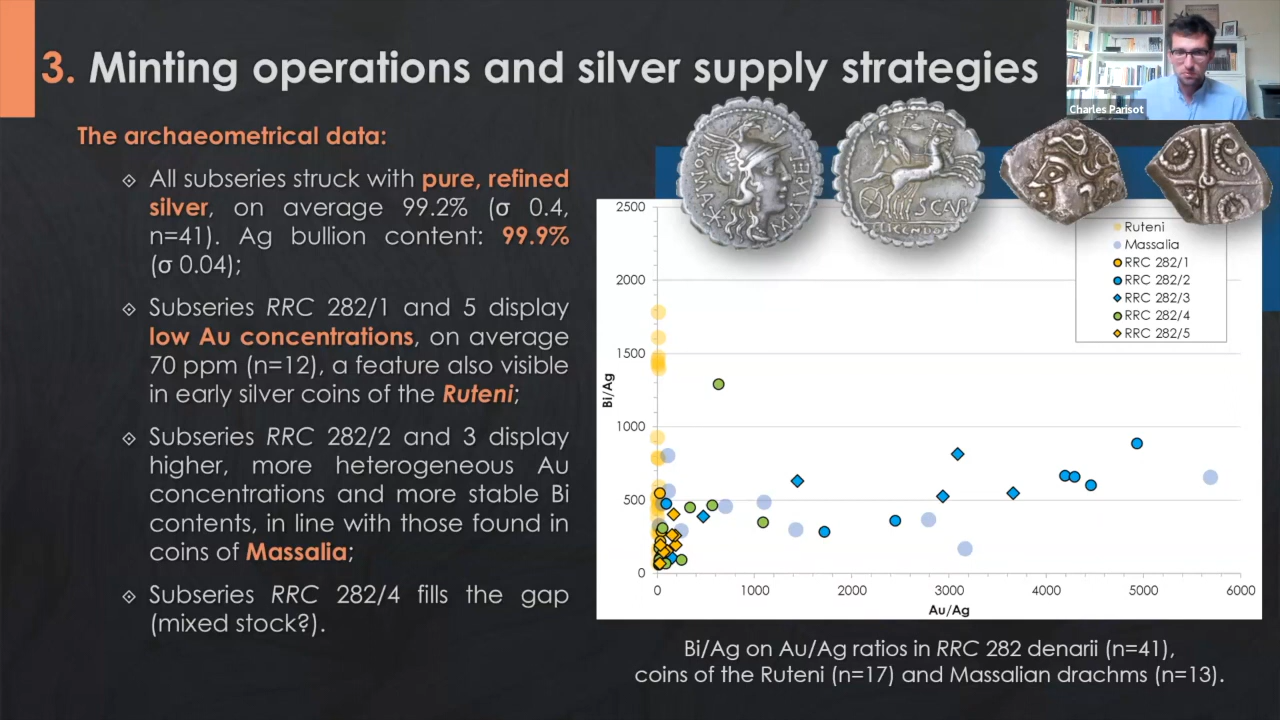 3. Minting operations and silver supply strategies
Charles Parisot
The archaeometrical data:
All subseries struck with pure, refined
silver, on average 99.2% (σ 0.4,
n=41). Ag bullion content: 99.9%
(σ 0.04);
Subseries RRC 282/1 and 5 display
low Au concentrations, on average
70 ppm (n=12), a feature also visible
in early silver coins of the Ruteni;
Subseries RRC 282/2 and 3 display
higher, more heterogeneous Au
concentrations and more stable Bi
contents, in line with those found in
coins of Massalia;
Subseries RRC 282/4 fills the gap
(mixed stock?).
2500
2000
1500
1000
500
0
Bi/Ag
0 1000 2000 3000 4000 5000 6000
Au/Ag
Ruteni
Massalia
RRC 282/1
RRC 282/2
RRC 282/3
RRC 282/4
RRC 282/5
Bi/Ag on Au/Ag ratios in RRC 282 denarii (n=41),
coins of the Ruteni (n=17) and Massalian drachms (n=13).